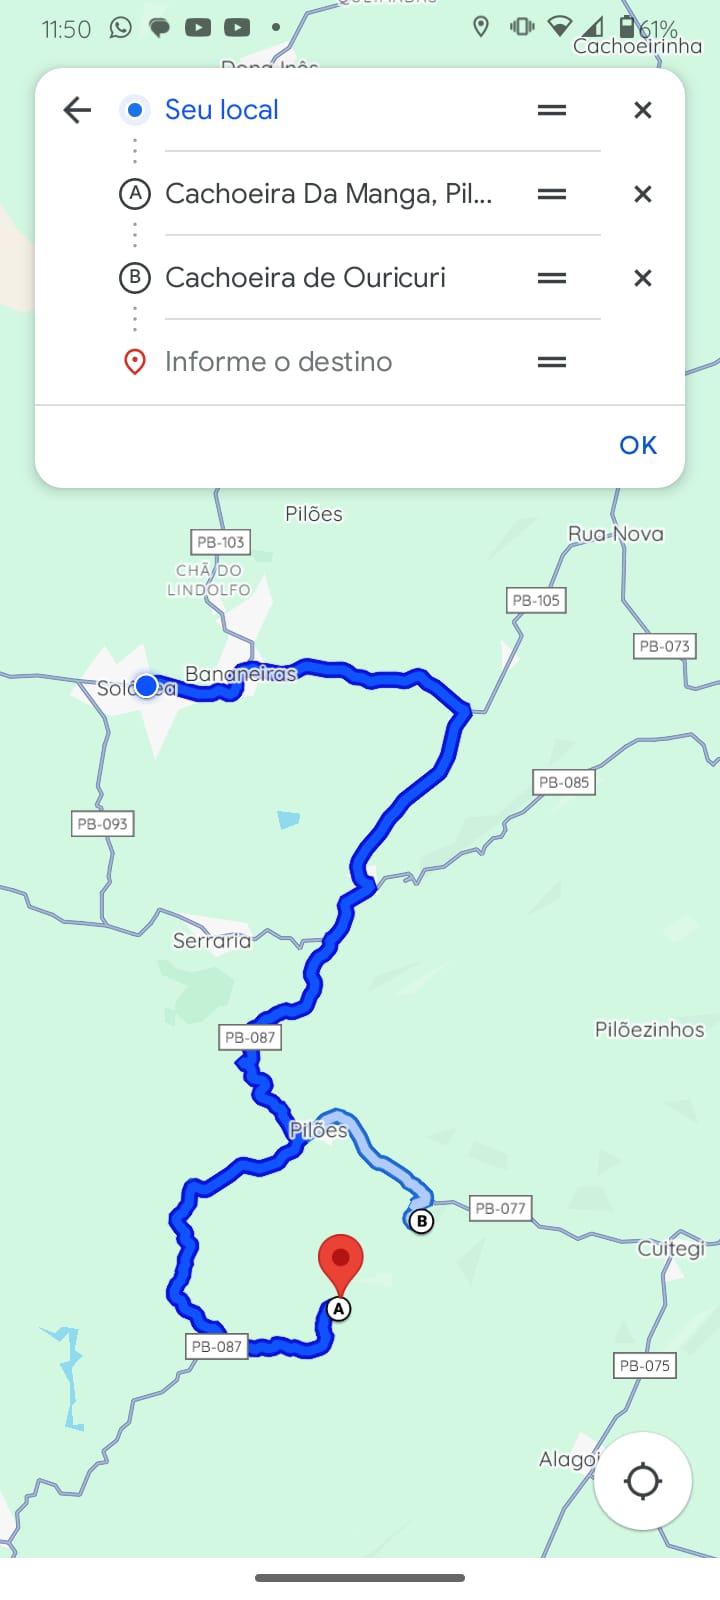 11:50
61%
Cachoeirinha
Seu local
A
Cachoeira Da Manga, Pil...
B
Cachoeira de Ouricuri
Informe o destino
OK
Pilões
Rua Nova
PB-103
CHÃ DO
LINDOLFO
PB-105
PB-073
Bananeiras
PB-085
PB-093
Serraria
Pilõezinhos
PB-087
Pilões
PB-077
B
Cuitegi
A
PB-087
PB-075
Alagoi